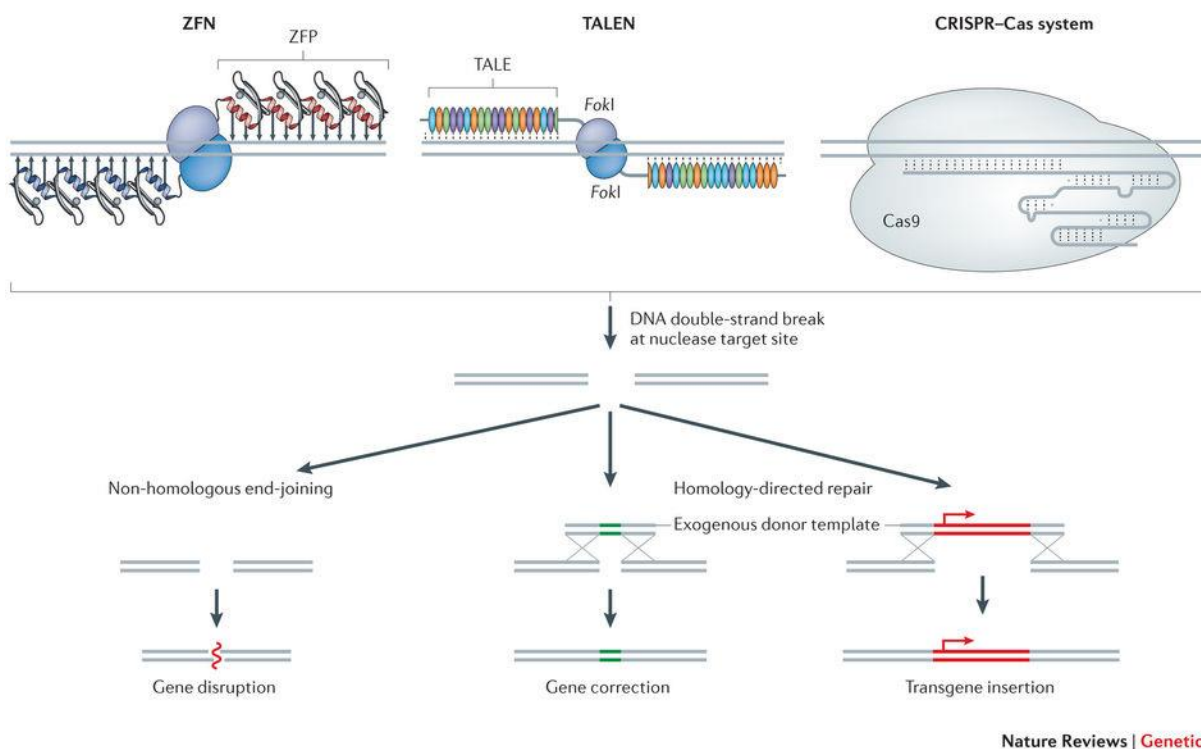 ZFN
TALEN
CRISPR–Cas system
ZFP
TALE
FokI
FokI
Cas9
DNA double-strand break
at nuclease target site
Non-homologous end-joining
Homology-directed repair
Exogenous donor template
Gene disruption
Gene correction
Transgene insertion
Nature Reviews | Genetic